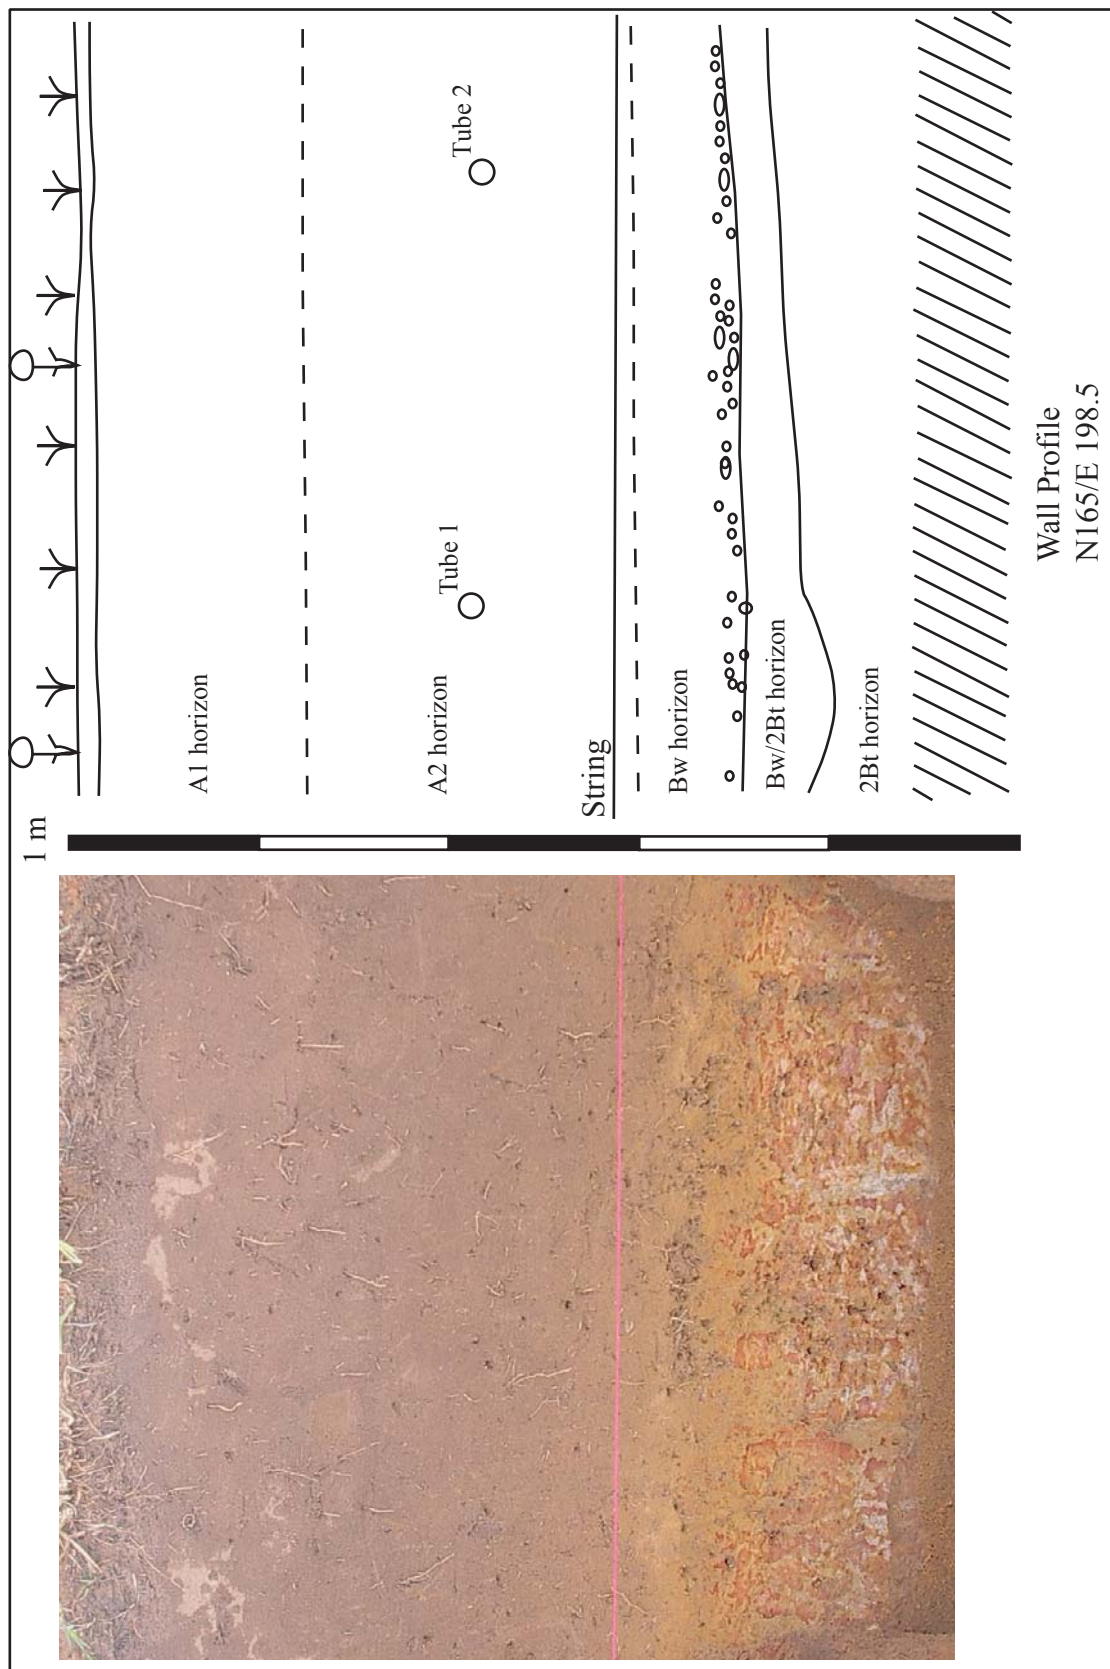 1 m
Tube 1
Tube 2
A1 horizon
A2 horizon
String
Bw horizon
Bw/2Bt horizon
2Bt horizon
Wall Profile
N165/E 198.5